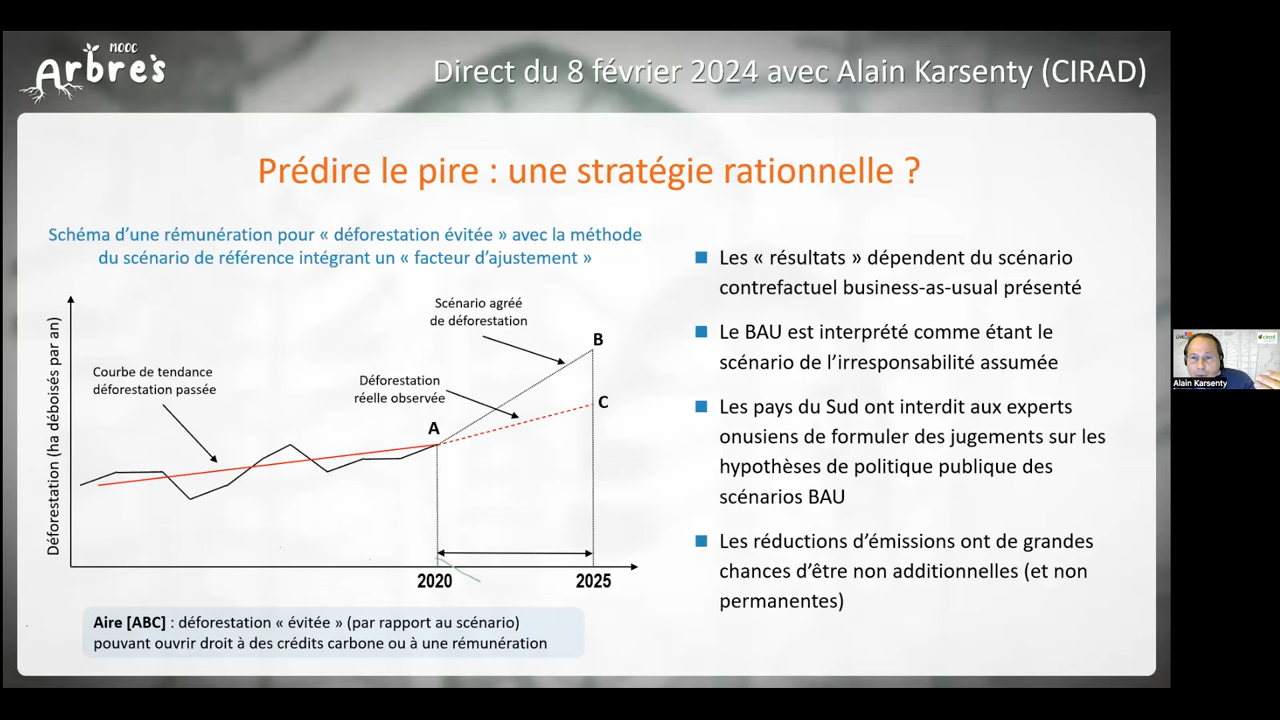 MOOC
Arbre's
Direct du 8 février 2024 avec Alain Karsenty (CIRAD)
Prédire le pire : une stratégie rationnelle ?
Schéma d'une rémunération pour « déforestation évitée » avec la méthode
du scénario de référence intégrant un « facteur d'ajustement »
Déforestation (ha déboisés par an)
Courbe de tendance
déforestation passée
Scénario agréé
de déforestation
Déforestation
réelle observée
A
B
C
2020
2025
Aire [ABC] : déforestation « évitée » (par rapport au scénario)
pouvant ouvrir droit à des crédits carbone ou à une rémunération
Les « résultats » dépendent du scénario
contrefactuel business-as-usual présenté
Le BAU est interprété comme étant le
scénario de l'irresponsabilité assumée
Les pays du Sud ont interdit aux experts
onusiens de formuler des jugements sur les
hypothèses de politique publique des
scénarios BAU
Les réductions d'émissions ont de grandes
chances d'être non additionnelles (et non
permanentes)
cirad
Alain Karsenty